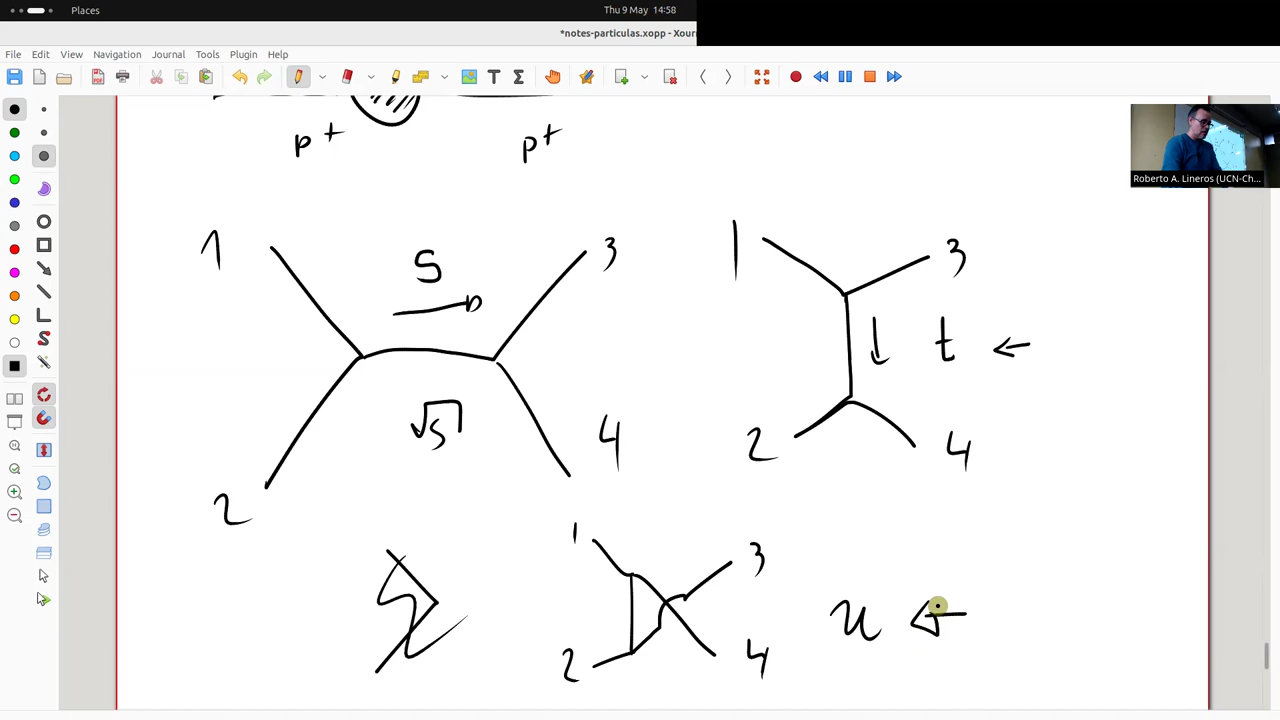 Places
Thu 9 May 14:58
*notes-particulas.xopp - Xour
File Edit View Navigation Journal Tools Plugin Help
Roberto A. Lineros (UCN-Ch...
p+ p+
1 S 3
√s
2 4
1 3
t ←
2 4
1 3
u ←
2 4